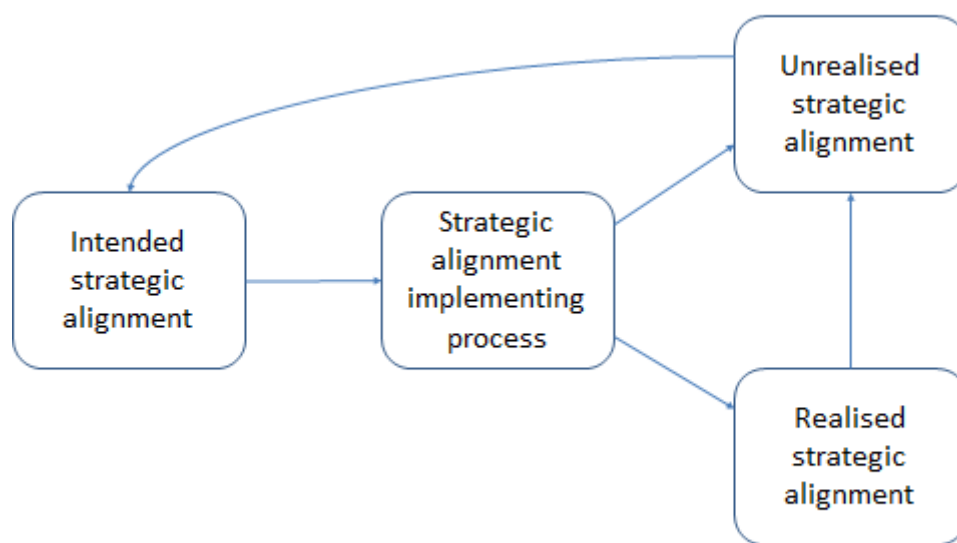 Unrealised
strategic
alignment
Intended
strategic
alignment
Strategic
alignment
implementing
process
Realised
strategic
alignment